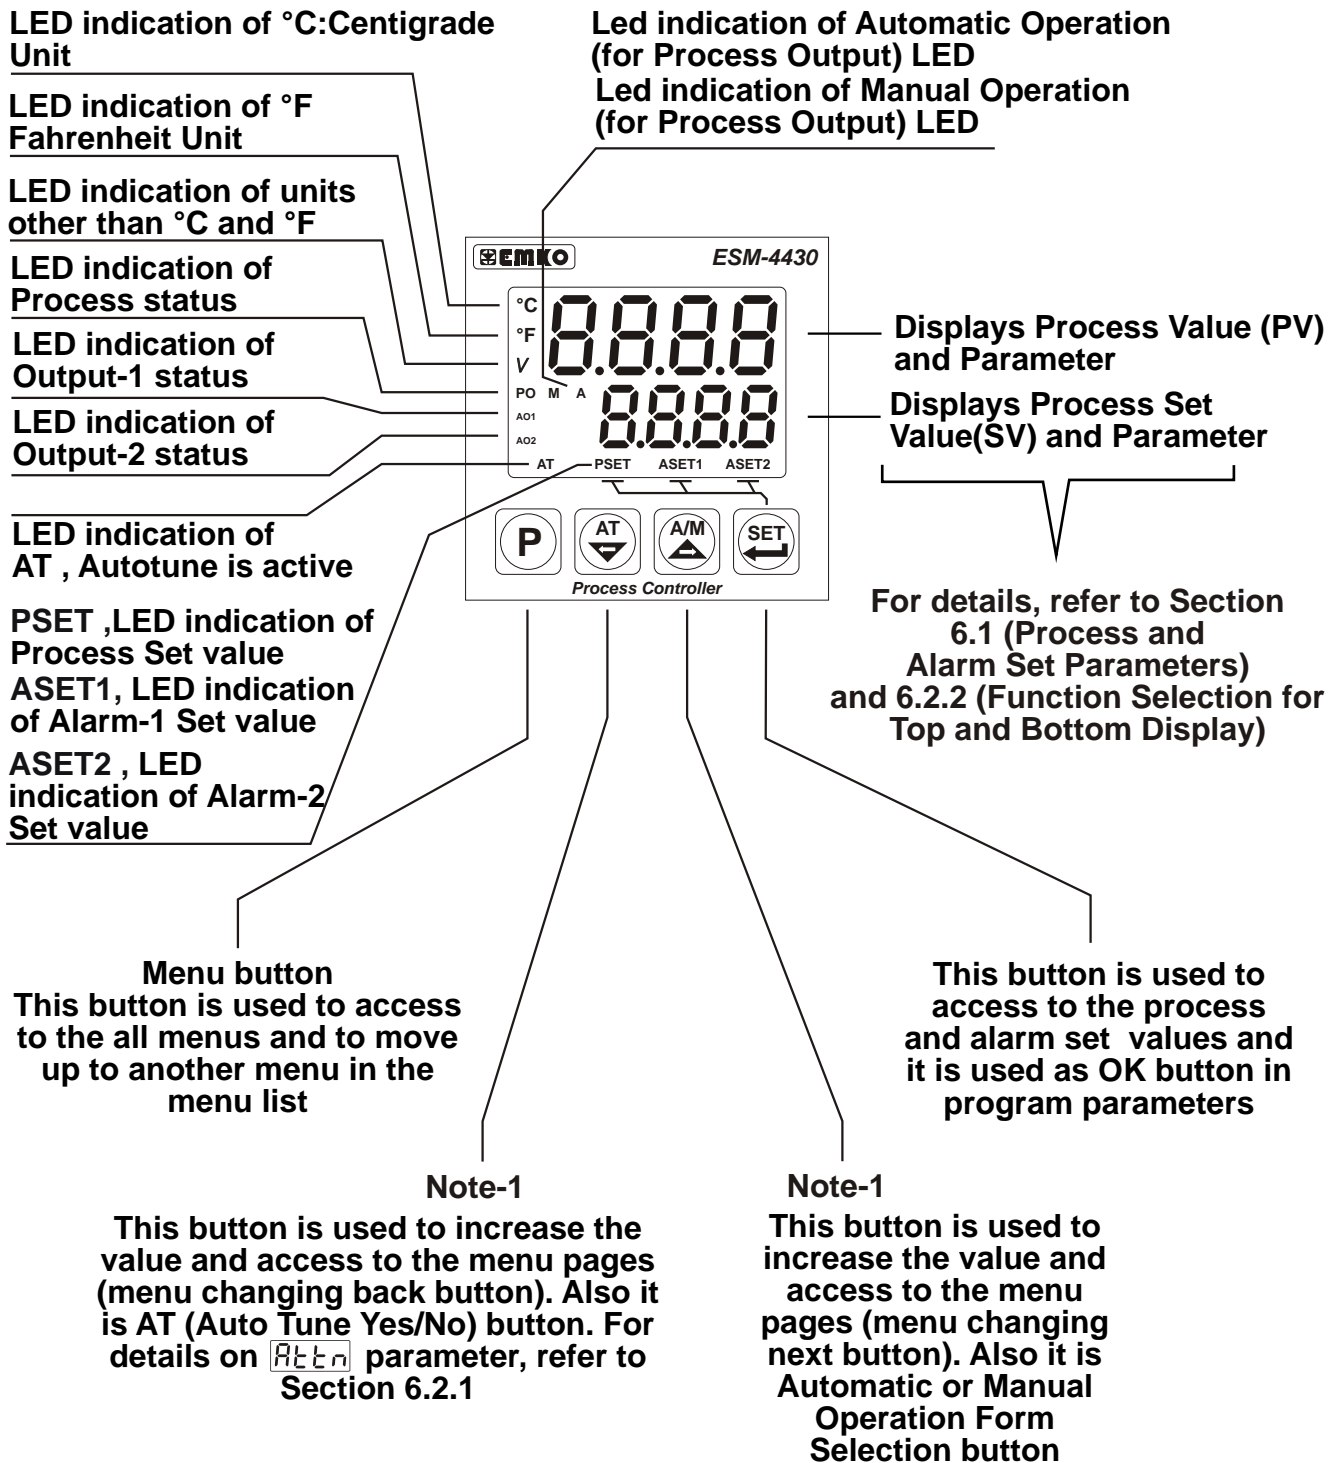 LED indication of °C:Centigrade
Unit
LED indication of °F
Fahrenheit Unit
LED indication of units
other than °C and °F
LED indication of
Process status
LED indication of
Output-1 status
LED indication of
Output-2 status
LED indication of
AT , Autotune is active
PSET ,LED indication of
Process Set value
ASET1, LED indication
of Alarm-1 Set value
ASET2 , LED
indication of Alarm-2
Set value
Led indication of Automatic Operation
(for Process Output) LED
Led indication of Manual Operation
(for Process Output) LED
EMKO
ESM-4430
°C
8.8.8.8
°F
V
PO M A
8.8.8.8
AO1
AO2
AT PSET ASET1 ASET2
P
AT
A/M
SET
Process Controller
Displays Process Value (PV)
and Parameter
Displays Process Set
Value(SV) and Parameter
For details, refer to Section
6.1 (Process and
Alarm Set Parameters)
and 6.2.2 (Function Selection for
Top and Bottom Display)
Menu button
This button is used to access
to the all menus and to move
up to another menu in the
menu list
Note-1
This button is used to increase the
value and access to the menu pages
(menu changing back button). Also it
is AT (Auto Tune Yes/No) button. For
details on Attn parameter, refer to
Section 6.2.1
Note-1
This button is used to
increase the value and
access to the menu
pages (menu changing
next button). Also it is
Automatic or Manual
Operation Form
Selection button
This button is used to
access to the process
and alarm set values and
it is used as OK button in
program parameters